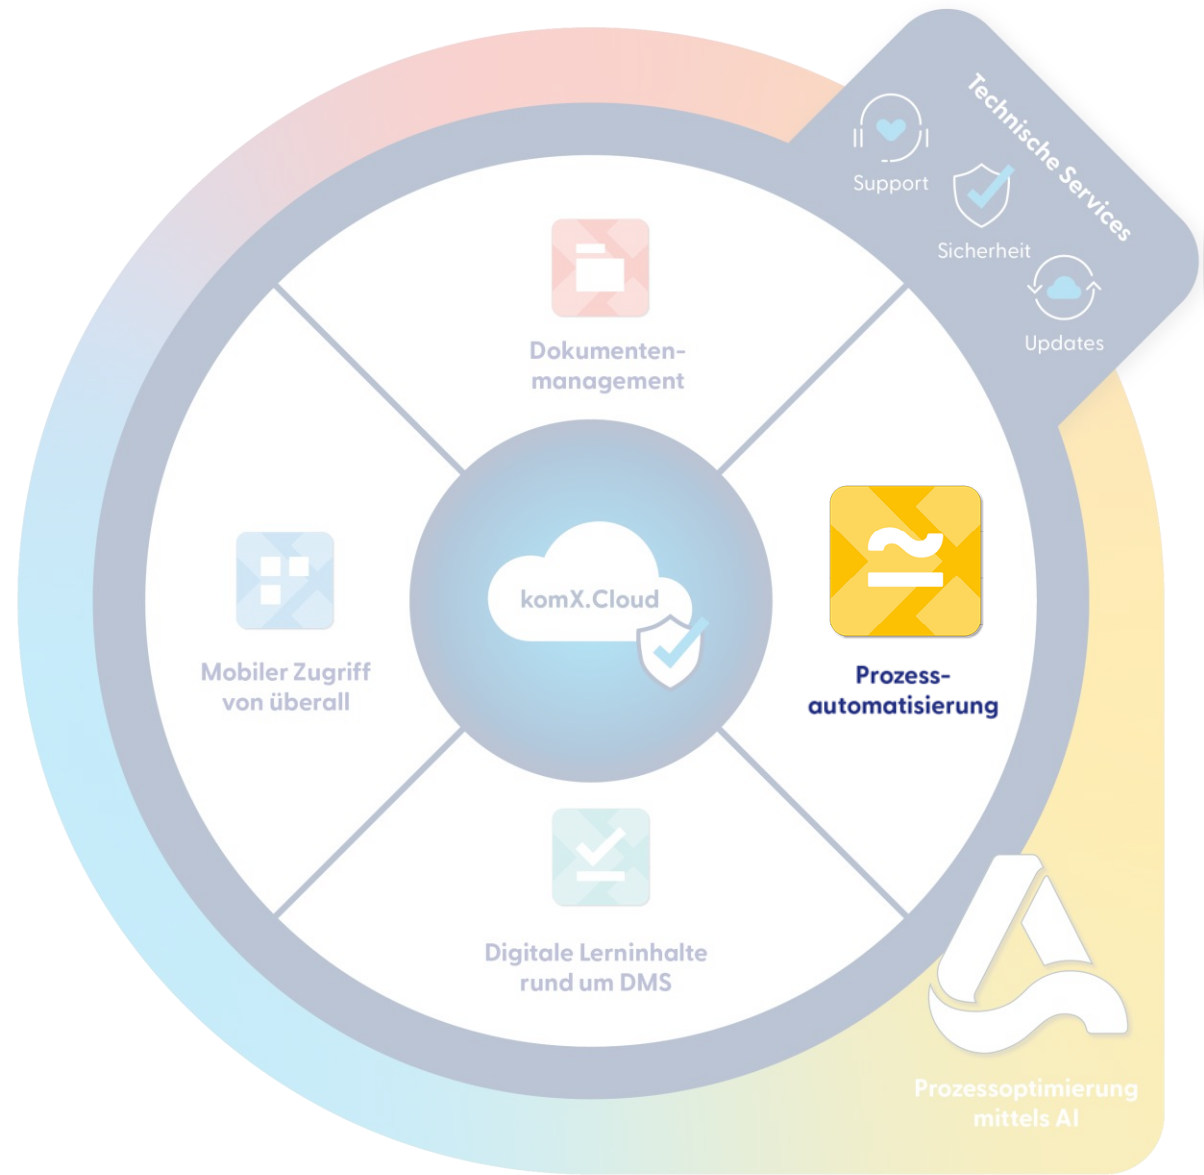 Technische Services
Support
Sicherheit
Updates
Dokumenten-
management
komX.Cloud
Mobiler Zugriff
von überall
Prozess-
automatisierung
Digitale Lerninhalte
rund um DMS
Prozessoptimierung
mittels AI